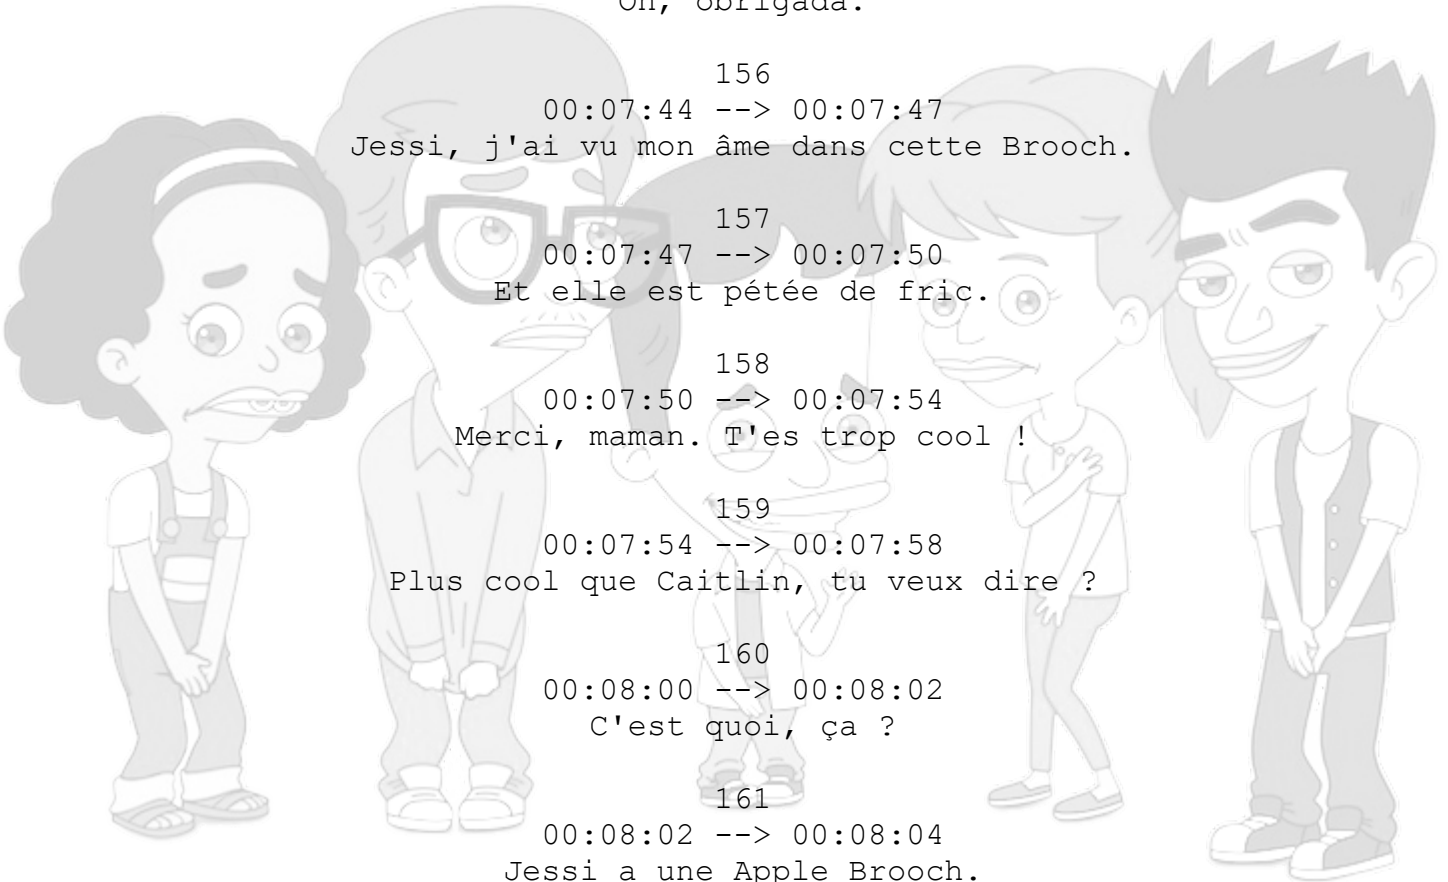 Oh, obrigada.
156
00:07:44 --> 00:07:47
Jessi, j'ai vu mon âme dans cette Brooch.
157
00:07:47 --> 00:07:50
Et elle est pétée de fric.
158
00:07:50 --> 00:07:54
Merci, maman. T'es trop cool !
159
00:07:54 --> 00:07:58
Plus cool que Caitlin, tu veux dire ?
160
00:08:00 --> 00:08:02
C'est quoi, ça ?
161
00:08:02 --> 00:08:04
Jessi a une Apple Brooch.